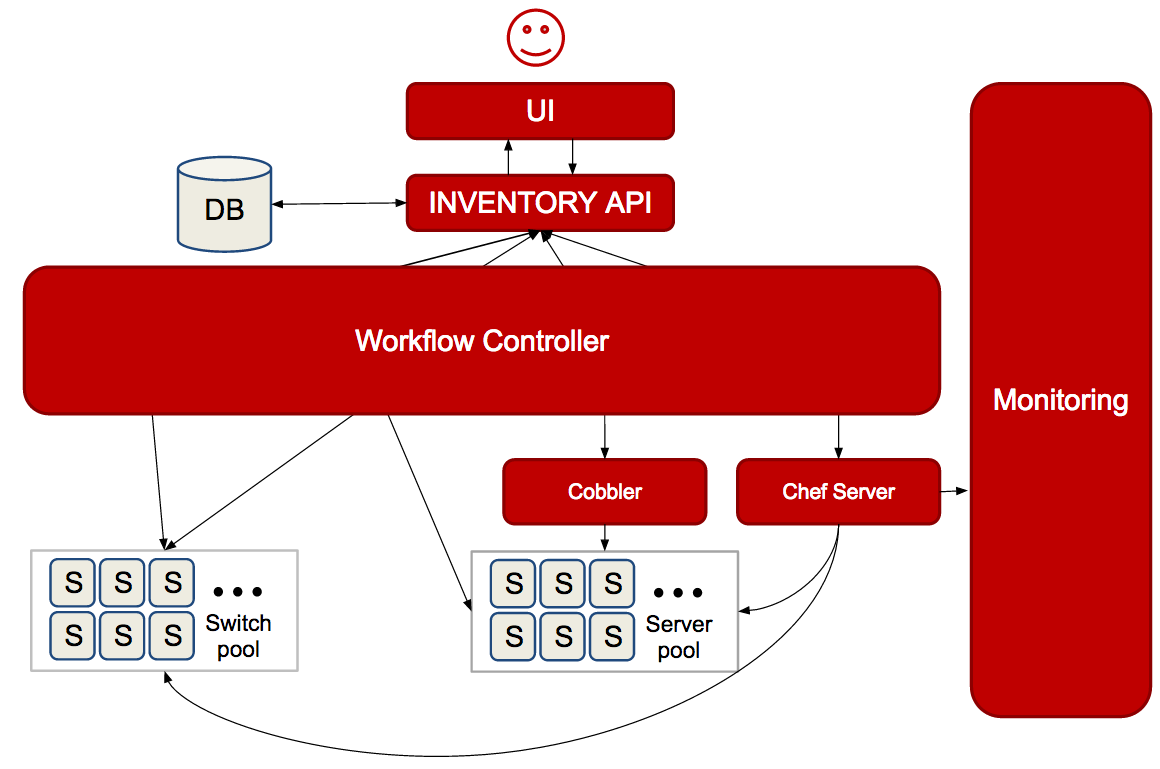 UI
INVENTORY API
DB
Workflow Controller
Monitoring
Cobbler
Chef Server
S S S
S S S
Switch
pool
S S S
S S S
Server
pool